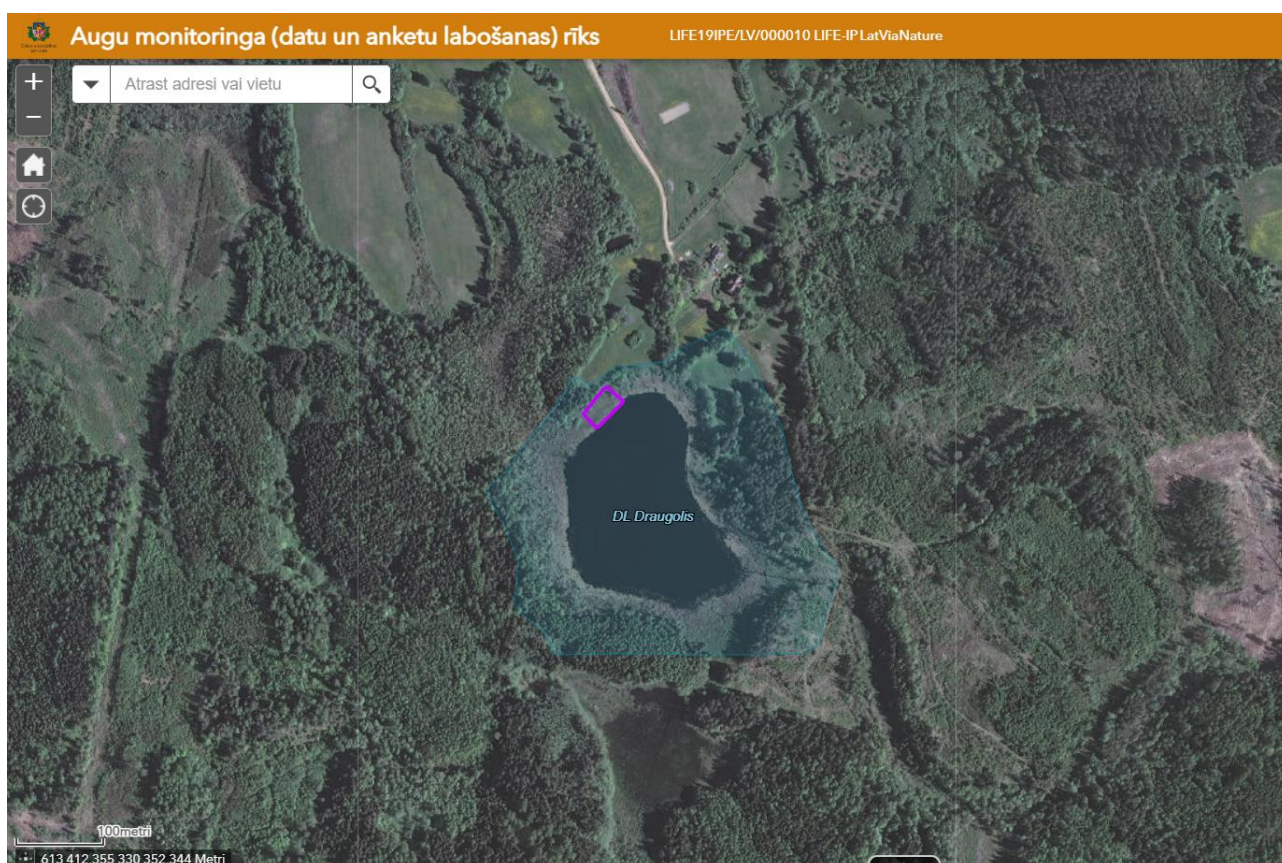 Augu monitoringa (datu un anketu labošanas) rīks
LIFE19IPE/LV/000010 LIFE-IP LatViaNature
Atrast adresi vai vietu
DL Draugolis
100metri
613 412,355 330 352,344 Metri